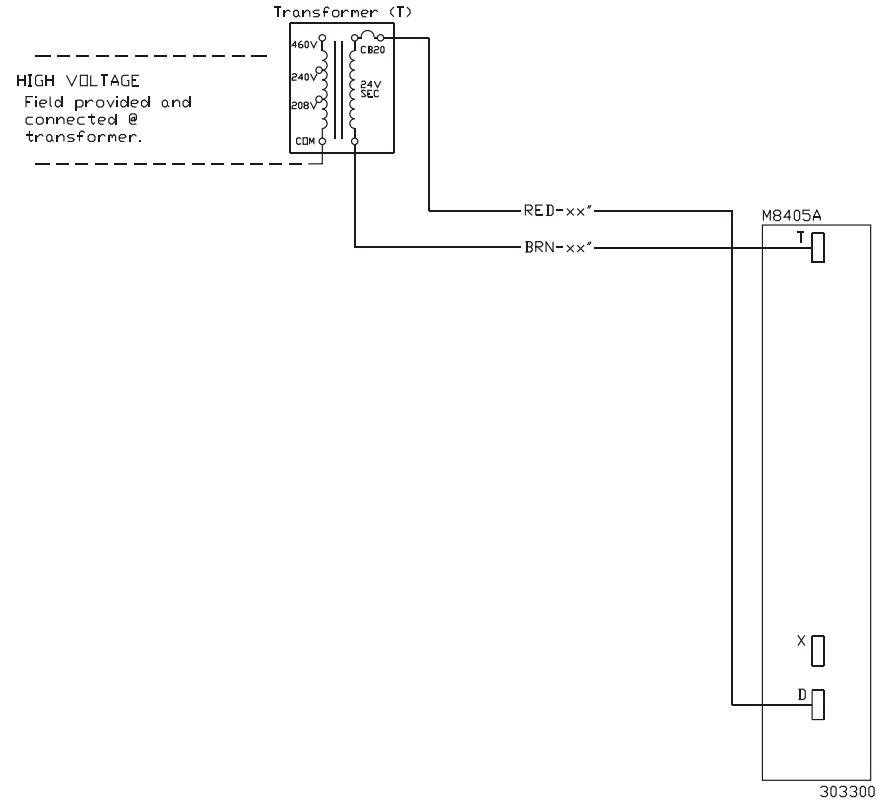 Transformer (T)
460V
CB20
HIGH VOLTAGE
Field provided and
connected @
transformer.
240V
24V
SEC
208V
COM
RED-xx"
M8405A
BRN-xx"
T
X
D
303300